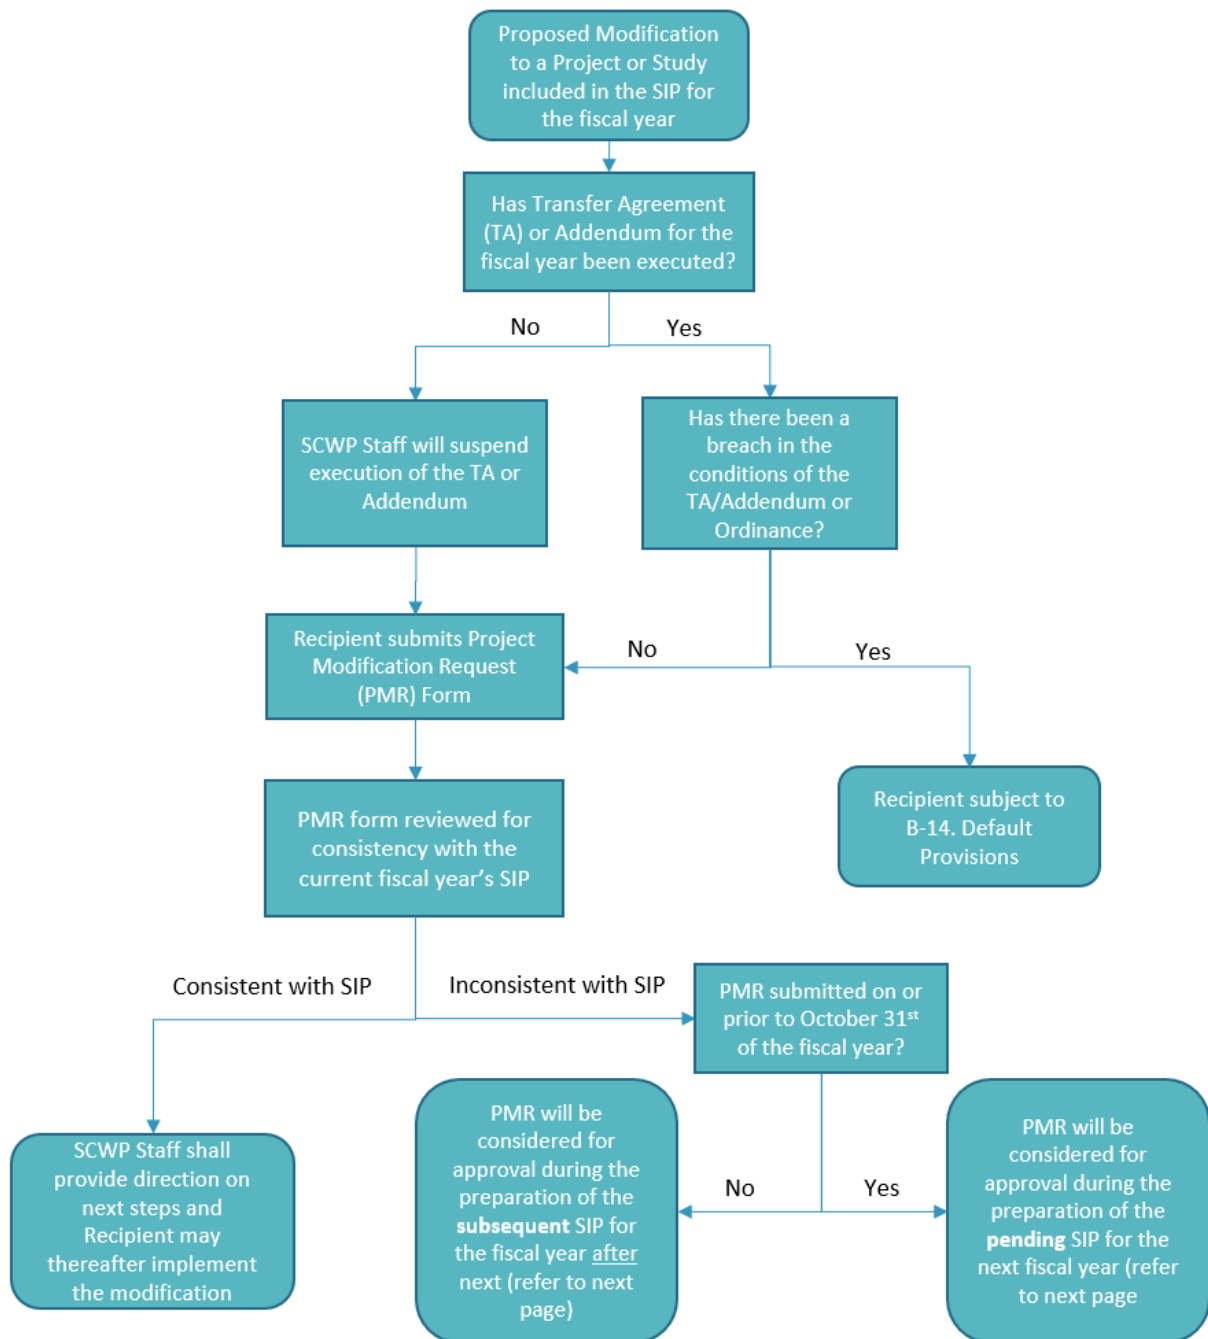 Proposed Modification
to a Project or Study
included in the SIP for
the fiscal year
Has Transfer Agreement
(TA) or Addendum for the
fiscal year been executed?
No
Yes
SCWP Staff will suspend
execution of the TA or
Addendum
Has there been a
breach in the
conditions of the
TA/Addendum or
Ordinance?
Recipient submits Project
Modification Request
(PMR) Form
No
Yes
PMR form reviewed for
consistency with the
current fiscal year’s SIP
Recipient subject to
B-14. Default
Provisions
Consistent with SIP
Inconsistent with SIP
PMR submitted on or
prior to October 31st
of the fiscal year?
SCWP Staff shall
provide direction on
next steps and
Recipient may
thereafter implement
the modification
PMR will be
considered for
approval during the
preparation of the
subsequent SIP for
the fiscal year after
next (refer to next
page)
No
Yes
PMR will be
considered for
approval during the
preparation of the
pending SIP for the
next fiscal year (refer
to next page